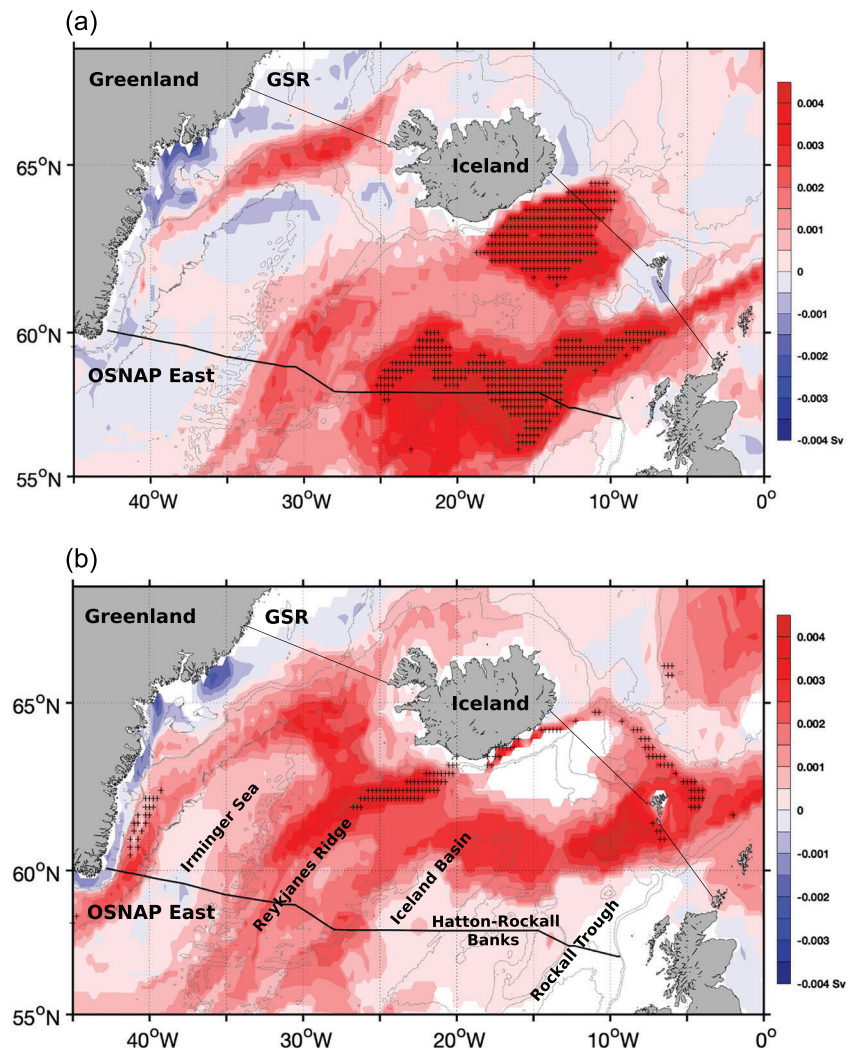 (a)
Greenland
GSR
Iceland
OSNAP East
65°N
60°N
55°N
40°W
30°W
20°W
10°W
0°
0.004
0.003
0.002
0.001
0
-0.001
-0.002
-0.003
-0.004 Sv
(b)
Greenland
GSR
Iceland
Irminger Sea
Reykjanes Ridge
Iceland Basin
OSNAP East
Hatton-Rockall
Banks
Rockall Trough
65°N
60°N
55°N
40°W
30°W
20°W
10°W
0°
0.004
0.003
0.002
0.001
0
-0.001
-0.002
-0.003
-0.004 Sv